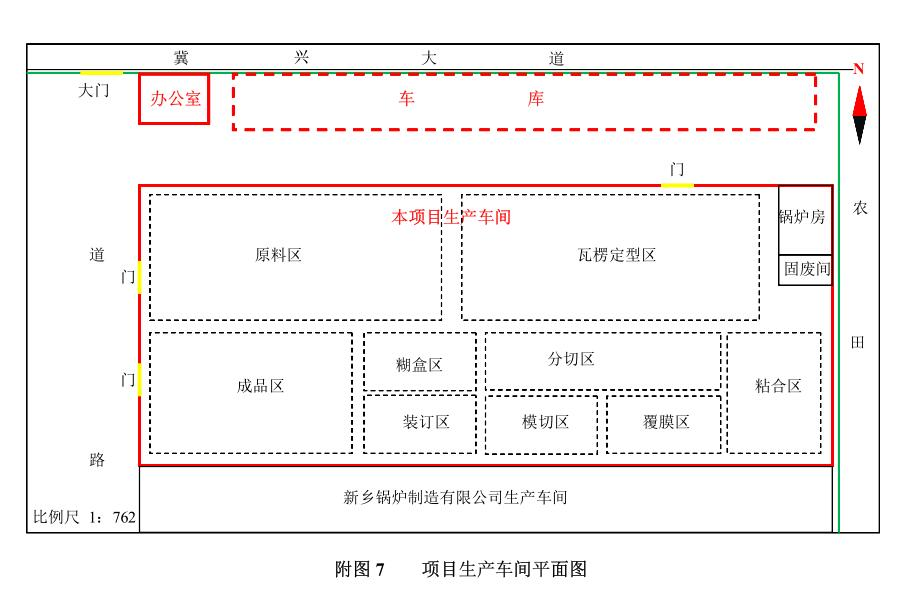 冀兴大道
N
大门
办公室
车库
门
农田
本项目生产车间
锅炉房
原料区
瓦楞定型区
道路
固废间
门
门
糊盒区
分切区
成品区
粘合区
装订区
模切区
覆膜区
新乡锅炉制造有限公司生产车间
比例尺 1：762
附图 7 项目生产车间平面图